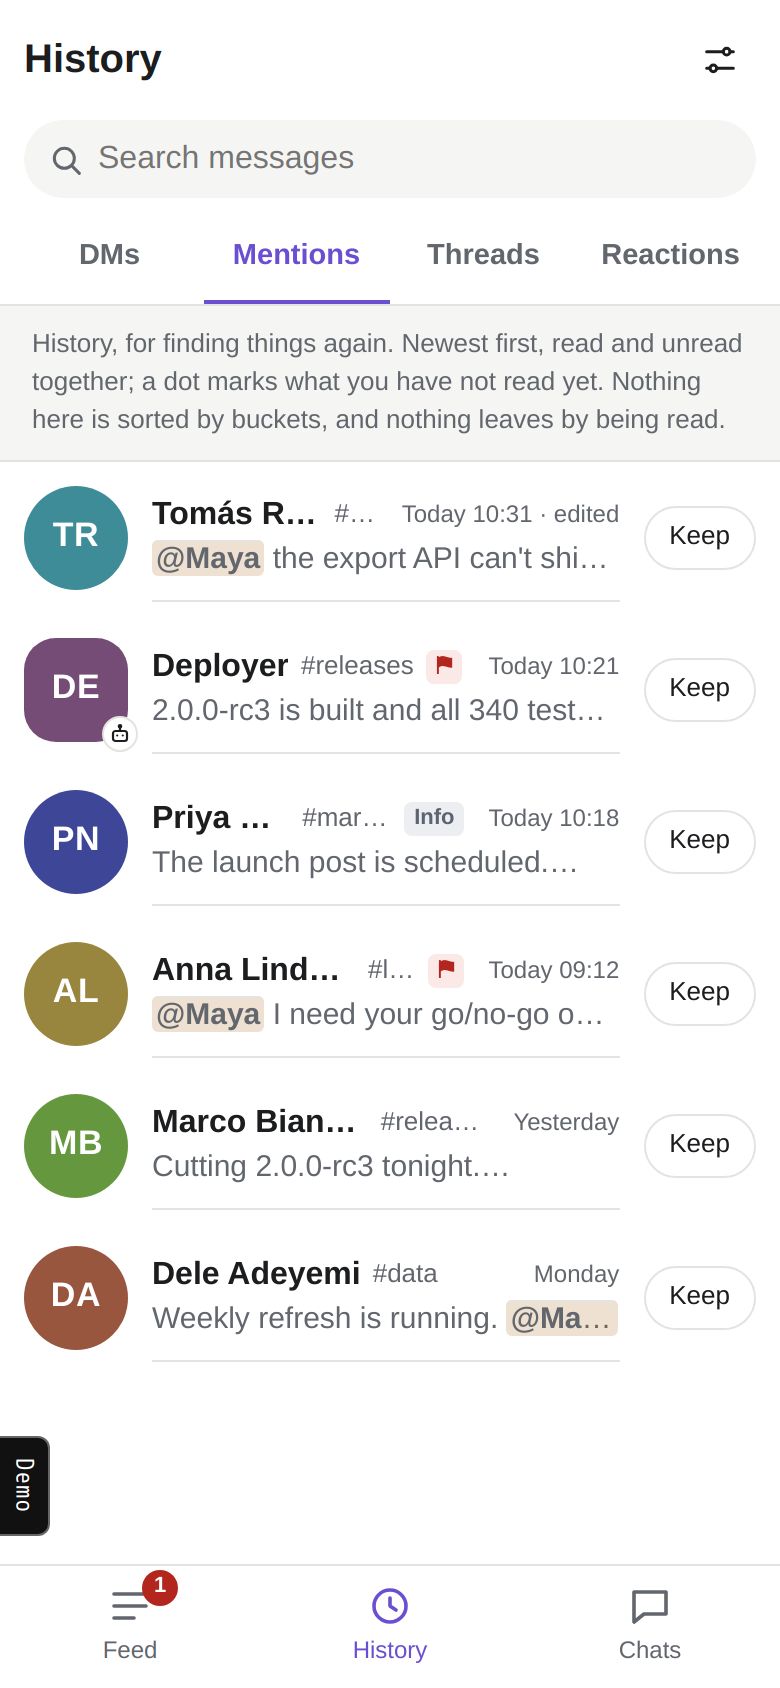 History
Search messages
DMs Mentions Threads Reactions
History, for finding things again. Newest first, read and unread
together; a dot marks what you have not read yet. Nothing
here is sorted by buckets, and nothing leaves by being read.
TR Tomás R… #… Today 10:31 · edited Keep
@Maya the export API can't shi…
DE Deployer #releases Today 10:21 Keep
2.0.0-rc3 is built and all 340 test…
PN Priya … #mar… Info Today 10:18 Keep
The launch post is scheduled.…
AL Anna Lind… #l… Today 09:12 Keep
@Maya I need your go/no-go o…
MB Marco Bian… #relea… Yesterday Keep
Cutting 2.0.0-rc3 tonight.…
DA Dele Adeyemi #data Monday Keep
Weekly refresh is running. @Ma…
Demo
1
Feed History Chats